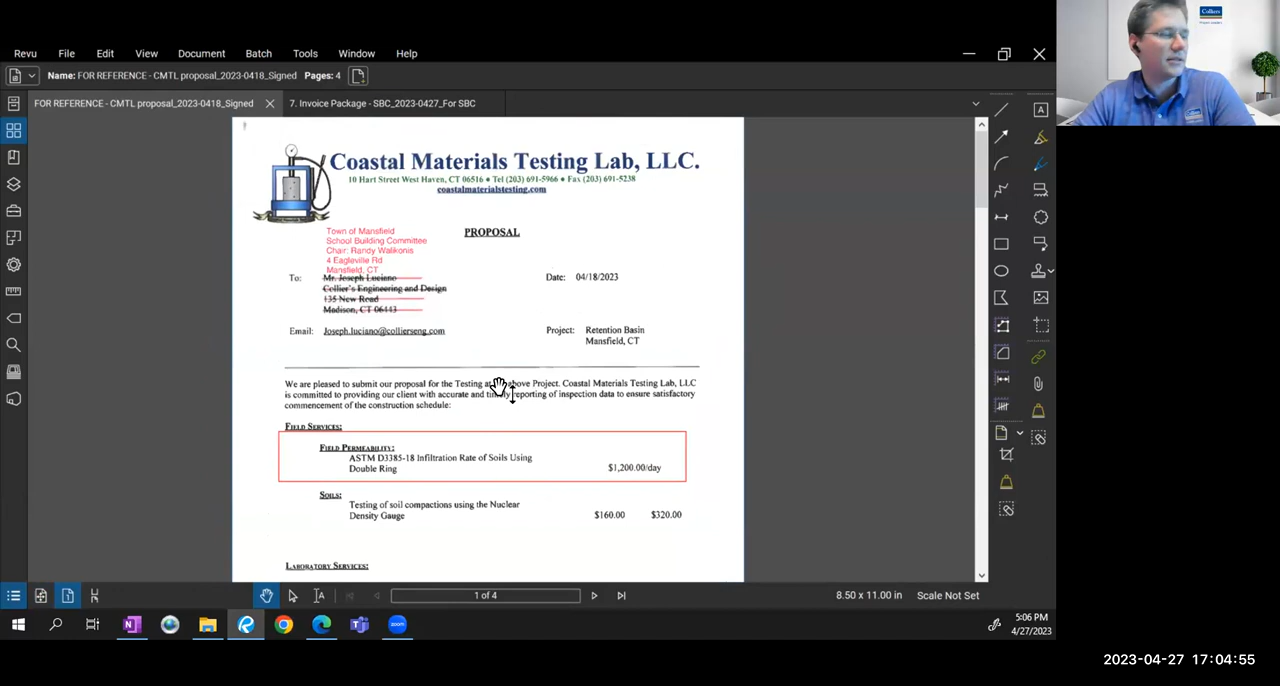 Colliers
Revu File Edit View Document Batch Tools Window Help
Name: FOR REFERENCE - CMTL proposal_2023-0418_Signed Pages: 4
FOR REFERENCE - CMTL proposal_2023-0418_Signed
7. Invoice Package - SBC_2023-0427_For SBC
Coastal Materials Testing Lab, LLC.
10 Hart Street West Haven, CT 06516 • Tel (203) 691-5966 • Fax (203) 691-5238
coastalmaterialstesting.com
PROPOSAL
Town of Mansfield
School Building Committee
Chair: Randy Walikonis
4 Eagleville Rd
Mansfield, CT
To: Mr. Joseph Luciano
Collier's Engineering and Design
135 New Road
Madison, CT 06443
Date: 04/18/2023
Email: Joseph.luciano@collierseng.com
Project: Retention Basin
Mansfield, CT
We are pleased to submit our proposal for the Testing at above Project. Coastal Materials Testing Lab, LLC
is committed to providing our client with accurate and timely reporting of inspection data to ensure satisfactory
commencement of the construction schedule:
FIELD SERVICES:
FIELD PERMEABILITY:
ASTM D3385-18 Infiltration Rate of Soils Using
Double Ring $1,200.00/day
SOILS:
Testing of soil compactions using the Nuclear
Density Gauge $160.00 $320.00
LABORATORY SERVICES:
1 of 4
8.50 x 11.00 in Scale Not Set
zoom
5:06 PM
4/27/2023
2023-04-27 17:04:55